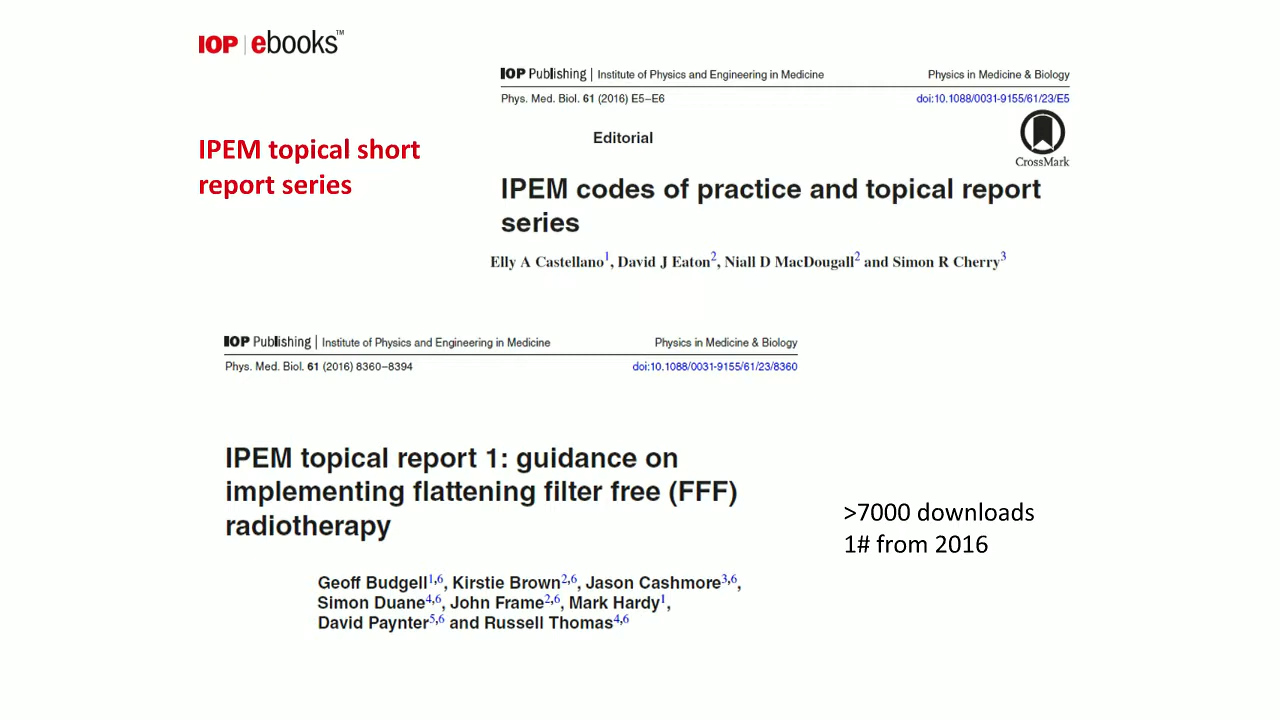 IOP ebooks™
IPEM topical short
report series
IOP Publishing | Institute of Physics and Engineering in Medicine Physics in Medicine & Biology
Phys. Med. Biol. 61 (2016) E5–E6 doi:10.1088/0031-9155/61/23/E5
Editorial
CrossMark
IPEM codes of practice and topical report
series
Elly A Castellano1, David J Eaton2, Niall D MacDougall2 and Simon R Cherry3
IOP Publishing | Institute of Physics and Engineering in Medicine Physics in Medicine & Biology
Phys. Med. Biol. 61 (2016) 8360–8394 doi:10.1088/0031-9155/61/23/8360
IPEM topical report 1: guidance on
implementing flattening filter free (FFF)
radiotherapy
>7000 downloads
1# from 2016
Geoff Budgell1,6, Kirstie Brown2,6, Jason Cashmore3,6,
Simon Duane4,6, John Frame2,6, Mark Hardy1,
David Paynter5,6 and Russell Thomas4,6